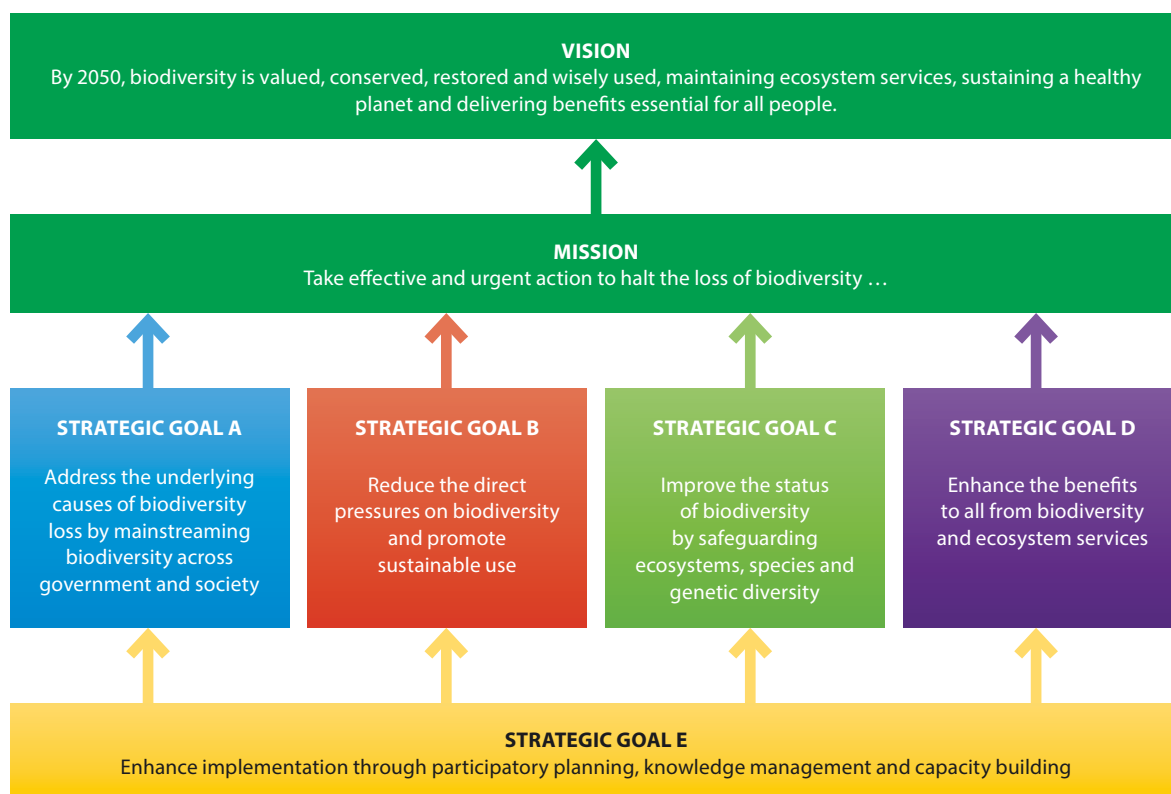 VISION
By 2050, biodiversity is valued, conserved, restored and wisely used, maintaining ecosystem services, sustaining a healthy
planet and delivering benefits essential for all people.
MISSION
Take effective and urgent action to halt the loss of biodiversity …
STRATEGIC GOAL A
Address the underlying
causes of biodiversity
loss by mainstreaming
biodiversity across
government and society
STRATEGIC GOAL B
Reduce the direct
pressures on biodiversity
and promote
sustainable use
STRATEGIC GOAL C
Improve the status
of biodiversity
by safeguarding
ecosystems, species and
genetic diversity
STRATEGIC GOAL D
Enhance the benefits
to all from biodiversity
and ecosystem services
STRATEGIC GOAL E
Enhance implementation through participatory planning, knowledge management and capacity building